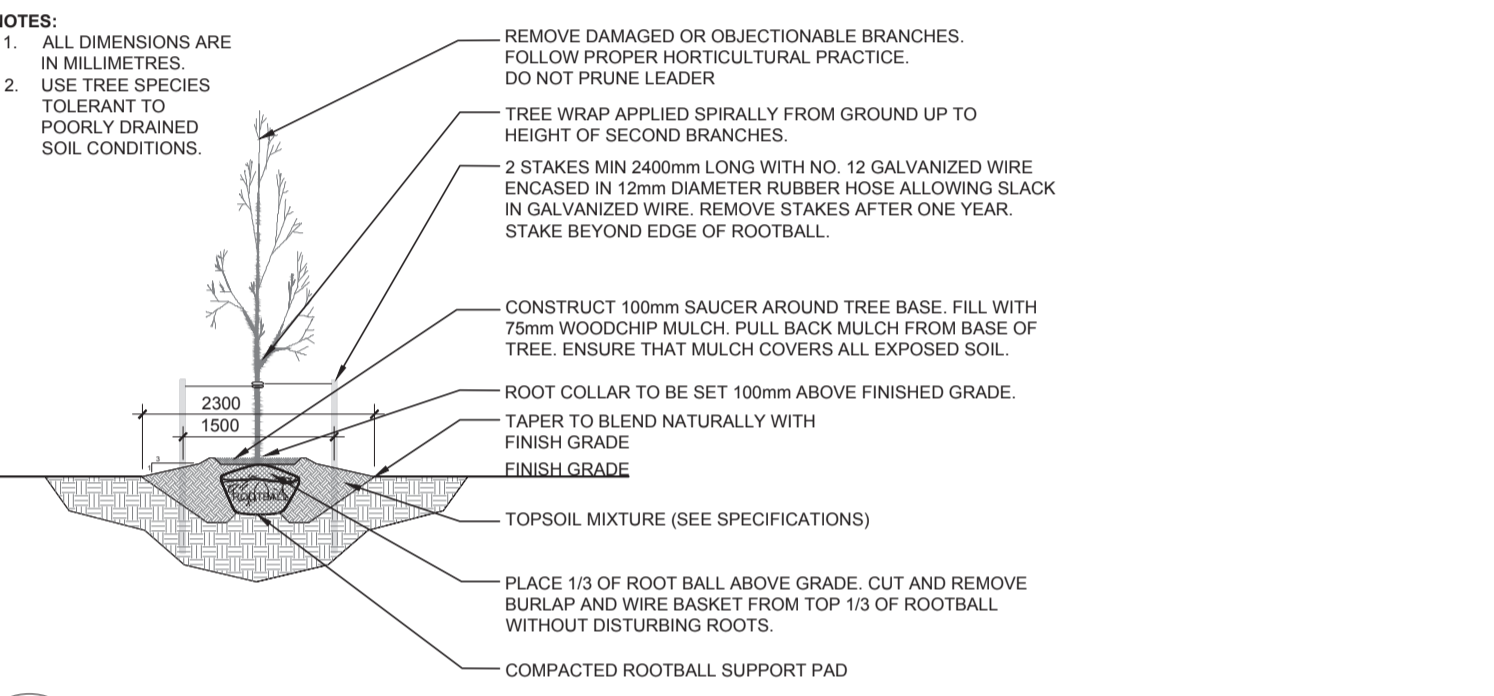 NOTES:
1. ALL DIMENSIONS ARE
IN MILLIMETRES.
2. USE TREE SPECIES
TOLERANT TO
POORLY DRAINED
SOIL CONDITIONS.
REMOVE DAMAGED OR OBJECTIONABLE BRANCHES.
FOLLOW PROPER HORTICULTURAL PRACTICE.
DO NOT PRUNE LEADER
TREE WRAP APPLIED SPIRALLY FROM GROUND UP TO
HEIGHT OF SECOND BRANCHES.
2 STAKES MIN 2400mm LONG WITH NO. 12 GALVANIZED WIRE
ENCASED IN 12mm DIAMETER RUBBER HOSE ALLOWING SLACK
IN GALVANIZED WIRE. REMOVE STAKES AFTER ONE YEAR.
STAKE BEYOND EDGE OF ROOTBALL.
CONSTRUCT 100mm SAUCER AROUND TREE BASE. FILL WITH
75mm WOODCHIP MULCH. PULL BACK MULCH FROM BASE OF
TREE. ENSURE THAT MULCH COVERS ALL EXPOSED SOIL.
ROOT COLLAR TO BE SET 100mm ABOVE FINISHED GRADE.
2300
1500
TAPER TO BLEND NATURALLY WITH
FINISH GRADE
FINISH GRADE
3
1
ROOTBALL
TOPSOIL MIXTURE (SEE SPECIFICATIONS)
PLACE 1/3 OF ROOT BALL ABOVE GRADE. CUT AND REMOVE
BURLAP AND WIRE BASKET FROM TOP 1/3 OF ROOTBALL
WITHOUT DISTURBING ROOTS.
COMPACTED ROOTBALL SUPPORT PAD